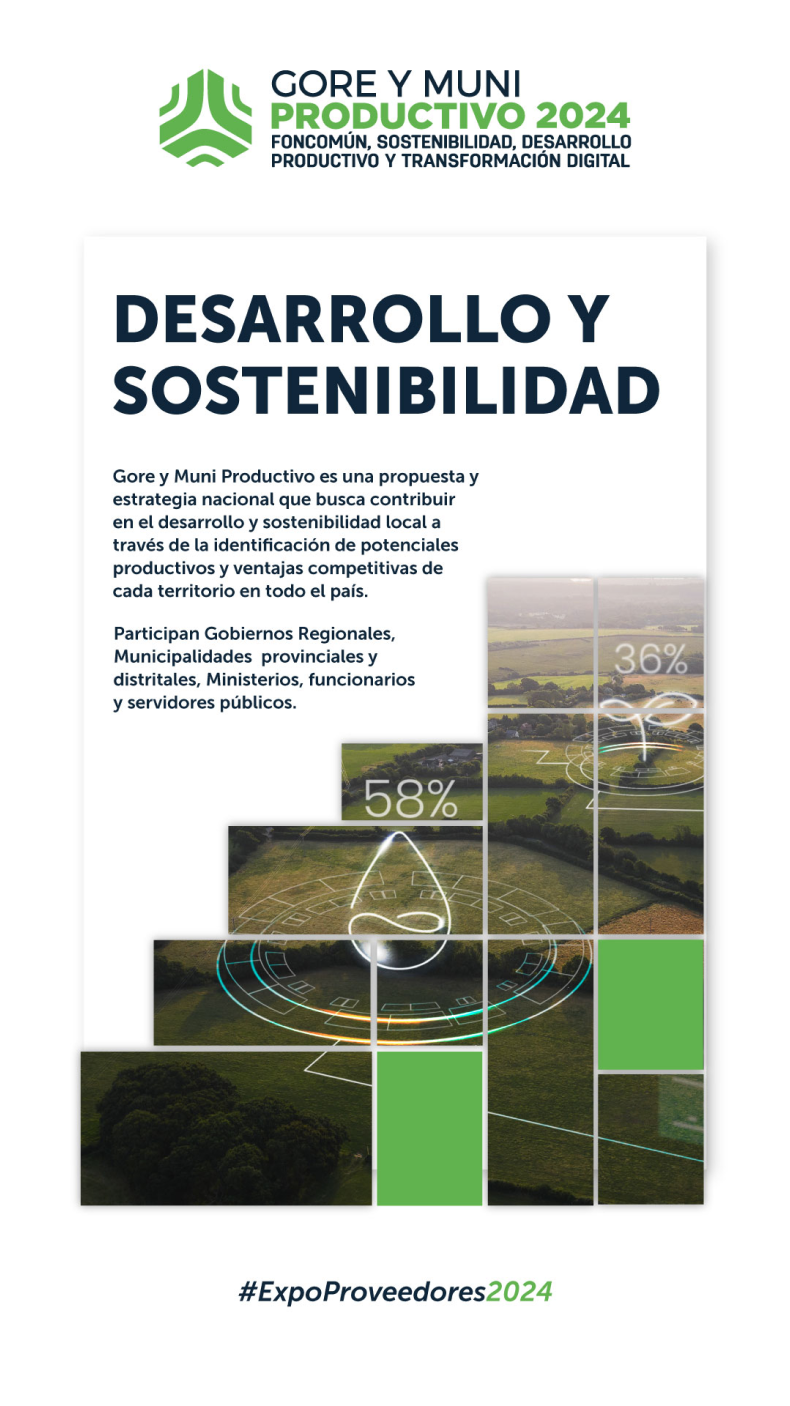 GORE Y MUNI
PRODUCTIVO 2024
FONCOMÚN, SOSTENIBILIDAD, DESARROLLO
PRODUCTIVO Y TRANSFORMACIÓN DIGITAL
DESARROLLO Y
SOSTENIBILIDAD
Gore y Muni Productivo es una propuesta y
estrategia nacional que busca contribuir
en el desarrollo y sostenibilidad local a
través de la identificación de potenciales
productivos y ventajas competitivas de
cada territorio en todo el país.
Participan Gobiernos Regionales,
Municipalidades provinciales y
distritales, Ministerios, funcionarios
y servidores públicos.
36%
58%
#ExpoProveedores2024